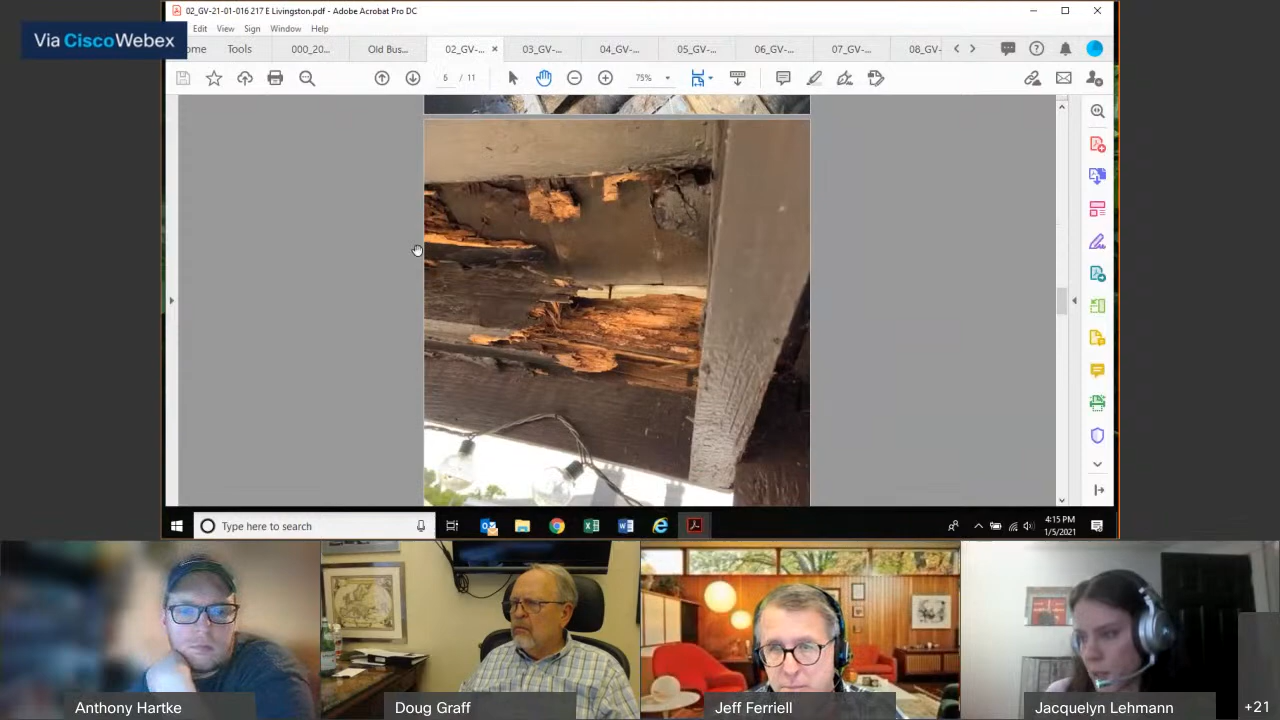 02_GV-21-01-016 217 E Livingston.pdf - Adobe Acrobat Pro DC
Via CiscoWebex
Edit View Sign Window Help
ome Tools 000_20... Old Bus... 02_GV-... × 03_GV-... 04_GV-... 05_GV-... 06_GV-... 07_GV-... 08_GV-
6 / 11 75%
Type here to search
4:15 PM
1/5/2021
Anthony Hartke Doug Graff Jeff Ferriell Jacquelyn Lehmann +21